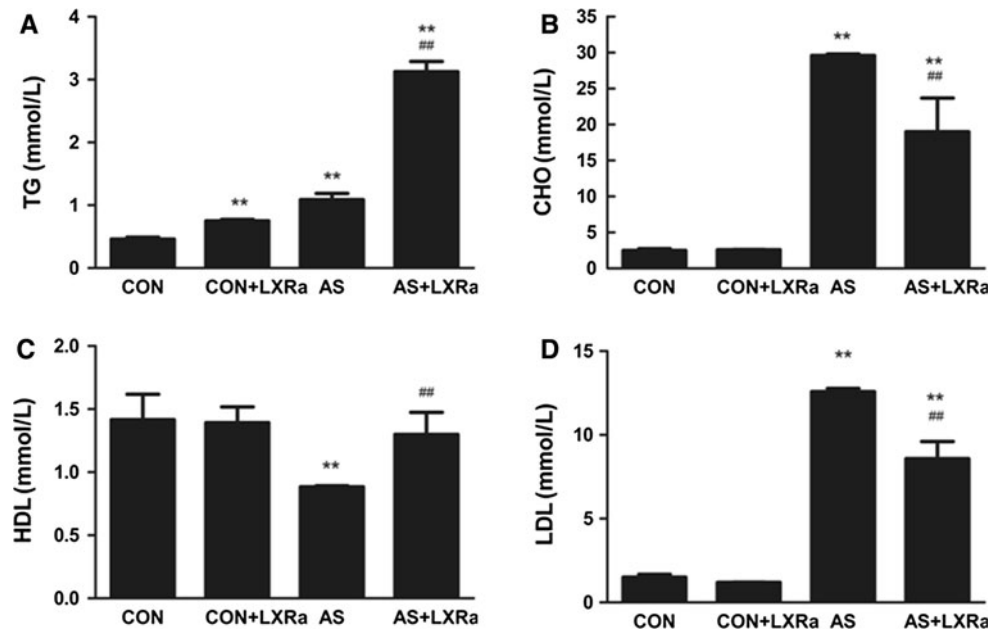 A
TG (mmol/L)
4
3
2
1
0
**
**
**
##
CON CON+LXRa AS AS+LXRa
B
CHO (mmol/L)
35
30
25
20
15
10
5
0
**
**
##
CON CON+LXRa AS AS+LXRa
C
HDL (mmol/L)
2.0
1.5
1.0
0.5
0.0
**
##
CON CON+LXRa AS AS+LXRa
D
LDL (mmol/L)
15
10
5
0
**
**
##
CON CON+LXRa AS AS+LXRa